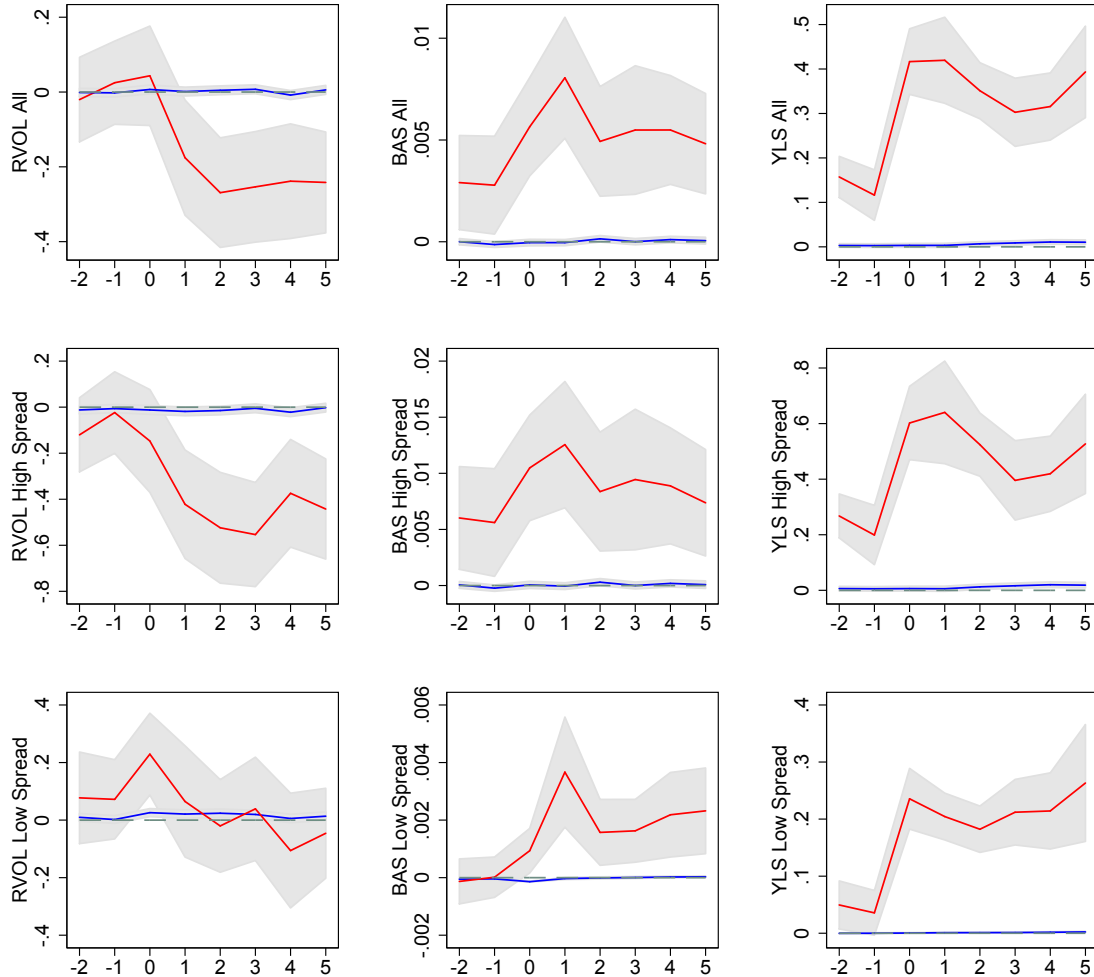 RVOL All
.2
0
-.2
-.4
-2 -1 0 1 2 3 4 5
BAS All
.01
.005
0
-2 -1 0 1 2 3 4 5
YLS All
.5
.4
.3
.2
.1
0
-2 -1 0 1 2 3 4 5
RVOL High Spread
.2
0
-.2
-.4
-.6
-.8
-2 -1 0 1 2 3 4 5
BAS High Spread
.02
.015
.01
.005
0
-2 -1 0 1 2 3 4 5
YLS High Spread
.8
.6
.4
.2
0
-2 -1 0 1 2 3 4 5
RVOL Low Spread
.4
.2
0
-.2
-.4
-2 -1 0 1 2 3 4 5
BAS Low Spread
.006
.004
.002
0
-.002
-2 -1 0 1 2 3 4 5
YLS Low Spread
.4
.3
.2
.1
0
-2 -1 0 1 2 3 4 5